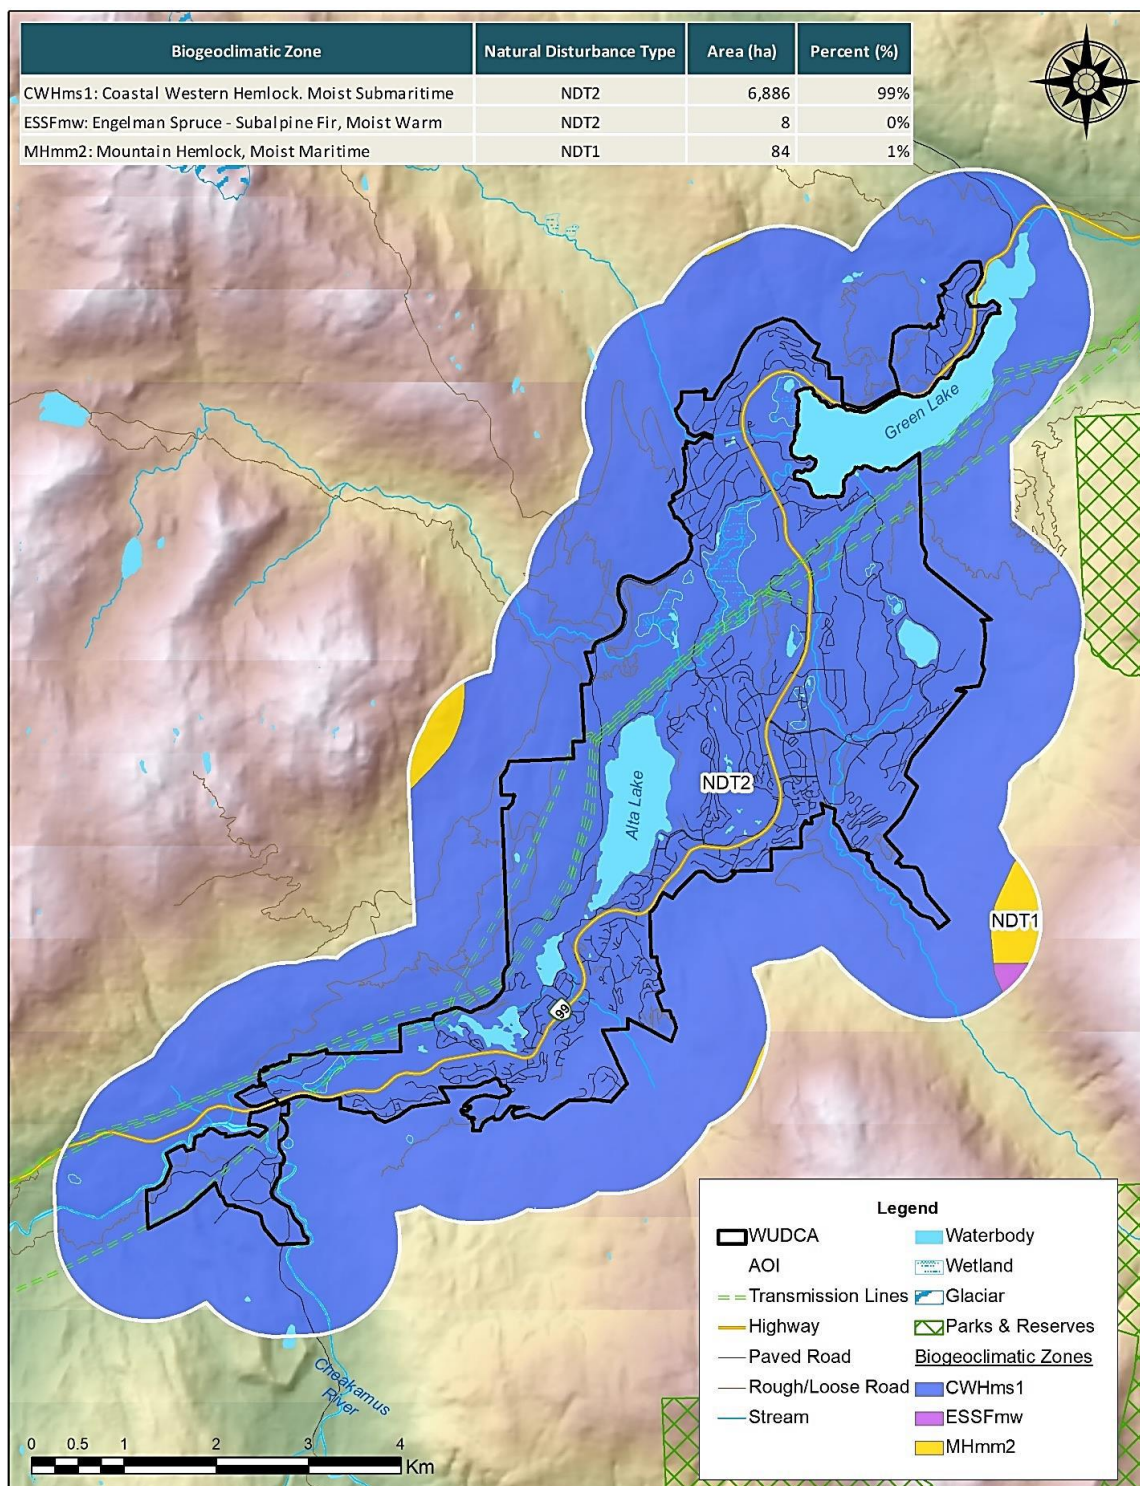 Biogeoclimatic Zone Natural Disturbance Type Area (ha) Percent (%)
CWHms1: Coastal Western Hemlock. Moist Submaritime NDT2 6,886 99%
ESSFmw: Engelman Spruce - Subalpine Fir, Moist Warm NDT2 8 0%
MHmm2: Mountain Hemlock, Moist Maritime NDT1 84 1%
Green Lake
Alta Lake
NDT2
NDT1
99
Cheakamus
River
Legend
WUDCA
AOI
Transmission Lines
Highway
Paved Road
Rough/Loose Road
Stream
Waterbody
Wetland
Glaciar
Parks & Reserves
Biogeoclimatic Zones
CWHms1
ESSFmw
MHmm2
0 0.5 1 2 3 4
Km